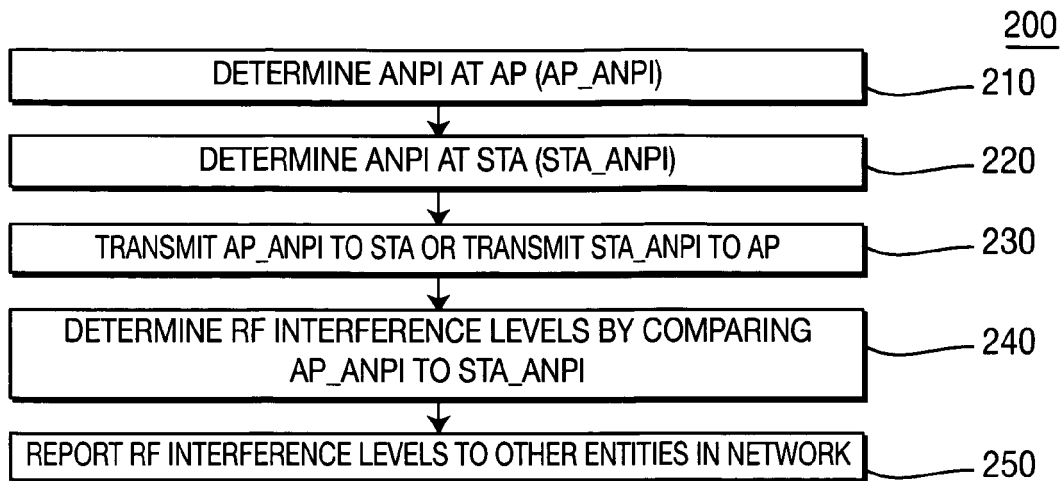 200
DETERMINE ANPI AT AP (AP_ANPI)
210
DETERMINE ANPI AT STA (STA_ANPI)
220
TRANSMIT AP_ANPI TO STA OR TRANSMIT STA_ANPI TO AP
230
DETERMINE RF INTERFERENCE LEVELS BY COMPARING
AP_ANPI TO STA_ANPI
240
REPORT RF INTERFERENCE LEVELS TO OTHER ENTITIES IN NETWORK
250